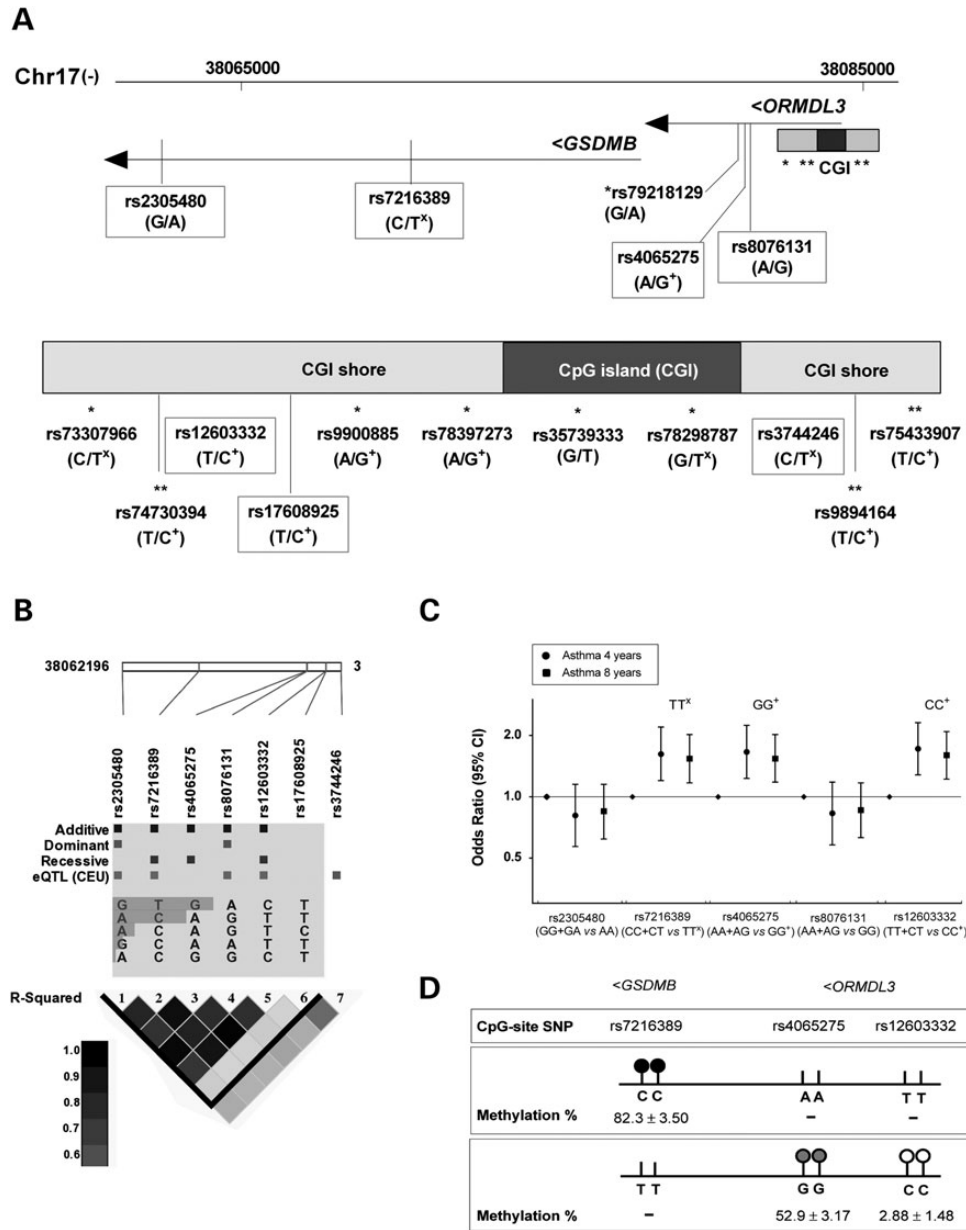 A
Chr17(-)
38065000
38085000
<ORMDL3
<GSDMB
* ** CGI **
rs2305480
(G/A)
rs7216389
(C/Tˣ)
*rs79218129
(G/A)
rs4065275
(A/G⁺)
rs8076131
(A/G)
CGI shore
CpG island (CGI)
CGI shore
*
rs73307966
(C/Tˣ)
**
rs74730394
(T/C⁺)
rs12603332
(T/C⁺)
rs17608925
(T/C⁺)
*
rs9900885
(A/G⁺)
*
rs78397273
(A/G⁺)
*
rs35739333
(G/T)
*
rs78298787
(G/Tˣ)
rs3744246
(C/Tˣ)
**
rs9894164
(T/C⁺)
**
rs75433907
(T/C⁺)
B
38062196
3
rs2305480
rs7216389
rs4065275
rs8076131
rs12603332
rs17608925
rs3744246
Additive
Dominant
Recessive
eQTL (CEU)
G T G A C T
A C A G T T
A C A G T C
G C A A T T
A C G G C T
R-Squared 1 2 3 4 5 6 7
1.0
0.9
0.8
0.7
0.6
C
Asthma 4 years
Asthma 8 years
TTˣ
GG⁺
CC⁺
Odds Ratio (95% CI)
2.0
1.0
0.5
rs2305480
(GG+GA vs AA)
rs7216389
(CC+CT vs TTˣ)
rs4065275
(AA+AG vs GG⁺)
rs8076131
(AA+AG vs GG)
rs12603332
(TT+CT vs CC⁺)
D
<GSDMB <ORMDL3
CpG-site SNP rs7216389 rs4065275 rs12603332
C C A A T T
Methylation % 82.3 ± 3.50 – –
T T G G C C
Methylation % – 52.9 ± 3.17 2.88 ± 1.48